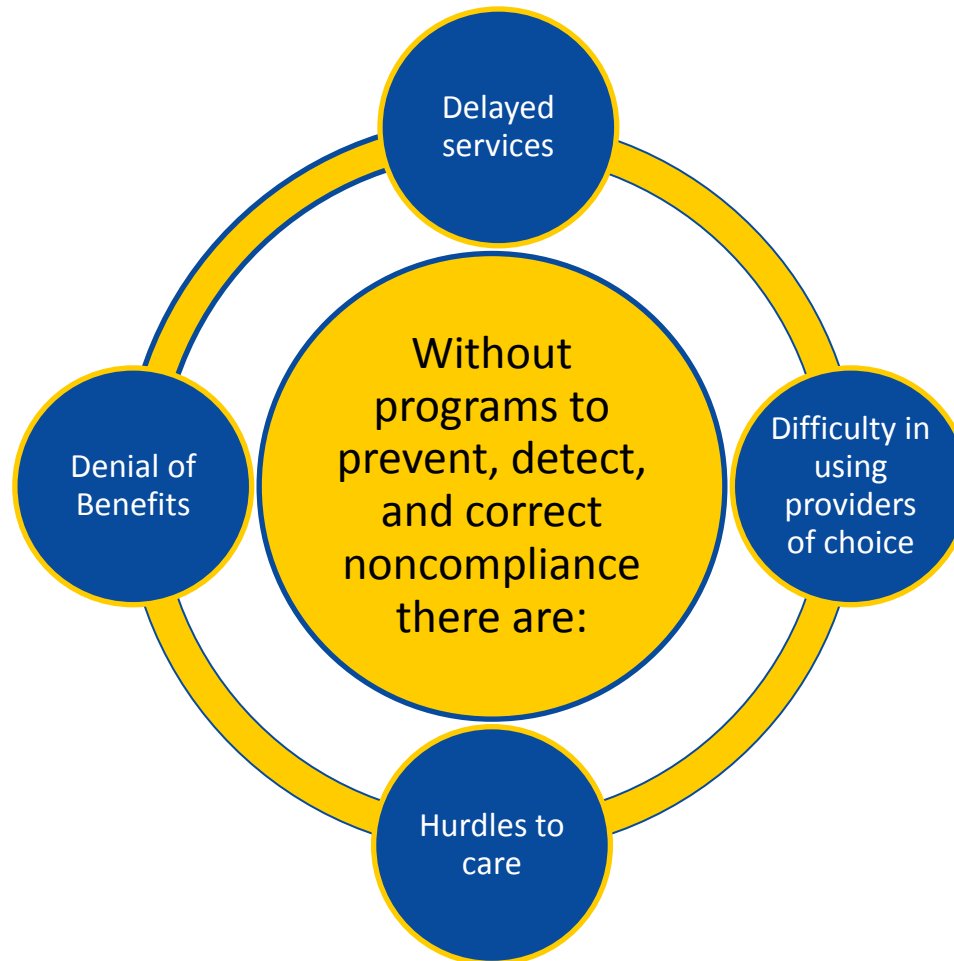 Delayed
services
Without
programs to
prevent, detect,
and correct
noncompliance
there are:
Difficulty in
using
providers
of choice
Denial of
Benefits
Hurdles to
care